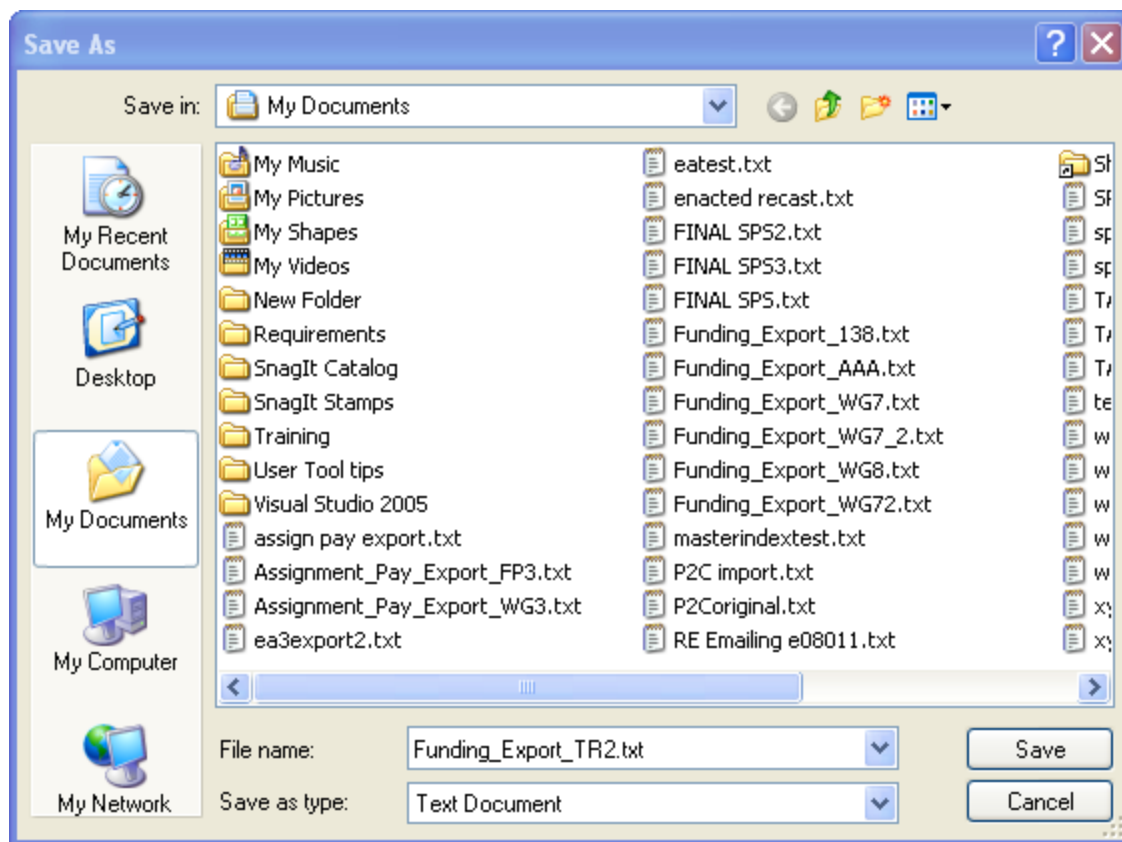 Save As
Save in:
My Documents
My Recent
Documents
Desktop
My Documents
My Computer
My Network
My Music
My Pictures
My Shapes
My Videos
New Folder
Requirements
SnagIt Catalog
SnagIt Stamps
Training
User Tool tips
Visual Studio 2005
assign pay export.txt
Assignment_Pay_Export_FP3.txt
Assignment_Pay_Export_WG3.txt
ea3export2.txt
eatest.txt
enacted recast.txt
FINAL SPS2.txt
FINAL SPS3.txt
FINAL SPS.txt
Funding_Export_138.txt
Funding_Export_AAA.txt
Funding_Export_WG7.txt
Funding_Export_WG7_2.txt
Funding_Export_WG8.txt
Funding_Export_WG72.txt
masterindextest.txt
P2C import.txt
P2Coriginal.txt
RE Emailing e08011.txt
File name:
Funding_Export_TR2.txt
Save
Save as type:
Text Document
Cancel